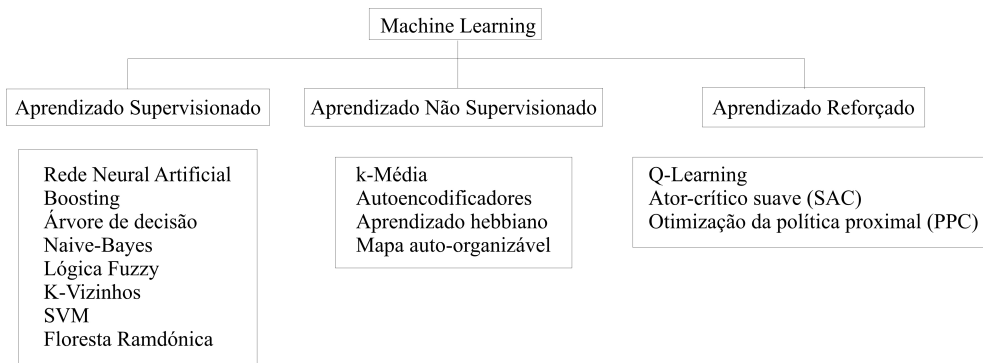 Machine Learning
Aprendizado Supervisionado
Aprendizado Não Supervisionado
Aprendizado Reforçado
Rede Neural Artificial
Boosting
Árvore de decisão
Naive-Bayes
Lógica Fuzzy
K-Vizinhos
SVM
Floresta Ramdónica
k-Média
Autoencodificadores
Aprendizado hebbiano
Mapa auto-organizável
Q-Learning
Ator-crítico suave (SAC)
Otimização da política proximal (PPC)